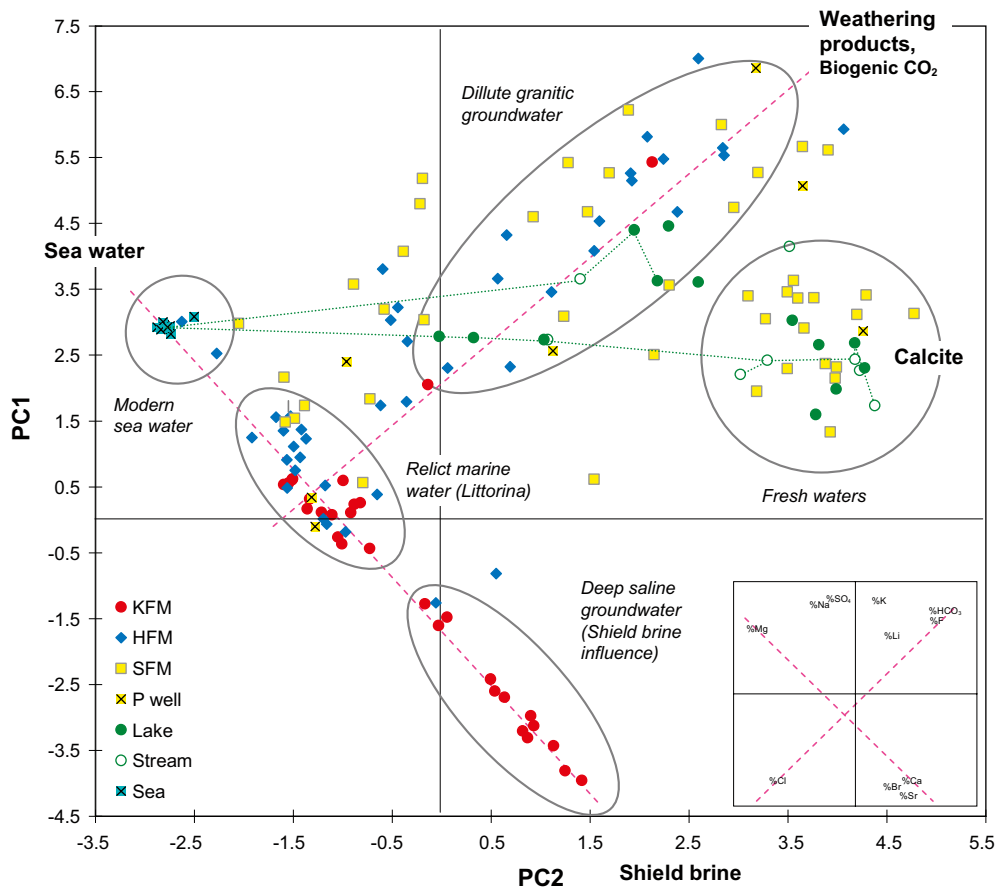 7.5
6.5
5.5
4.5
3.5
2.5
1.5
0.5
-0.5
-1.5
-2.5
-3.5
-4.5
PC1
Weathering
products,
Biogenic CO₂
Dillute granitic
groundwater
Sea water
Calcite
Modern
sea water
Relict marine
water (Littorina)
Fresh waters
Deep saline
groundwater
(Shield brine
influence)
KFM
HFM
SFM
P well
Lake
Stream
Sea
%Mg
%Na
%SO₄
%K
%HCO₃
%F
%Li
%Cl
%Ca
%Br
%Sr
-3.5 -2.5 -1.5 -0.5 0.5 1.5 2.5 3.5 4.5 5.5
PC2
Shield brine